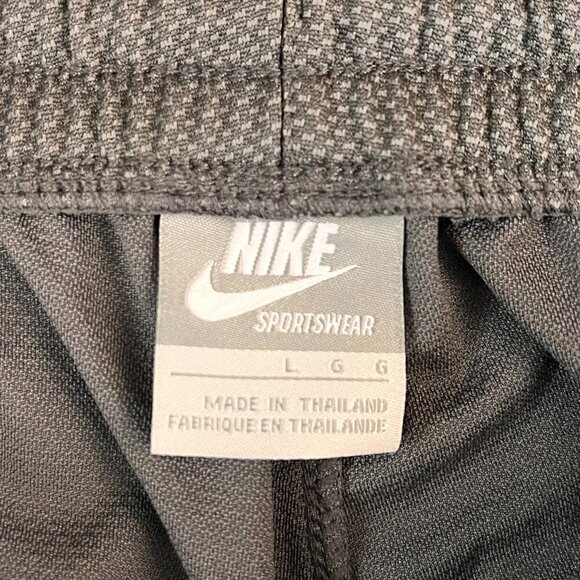 NIKE
SPORTSWEAR
L G G
MADE IN THAILAND
FABRIQUE EN THAILANDE